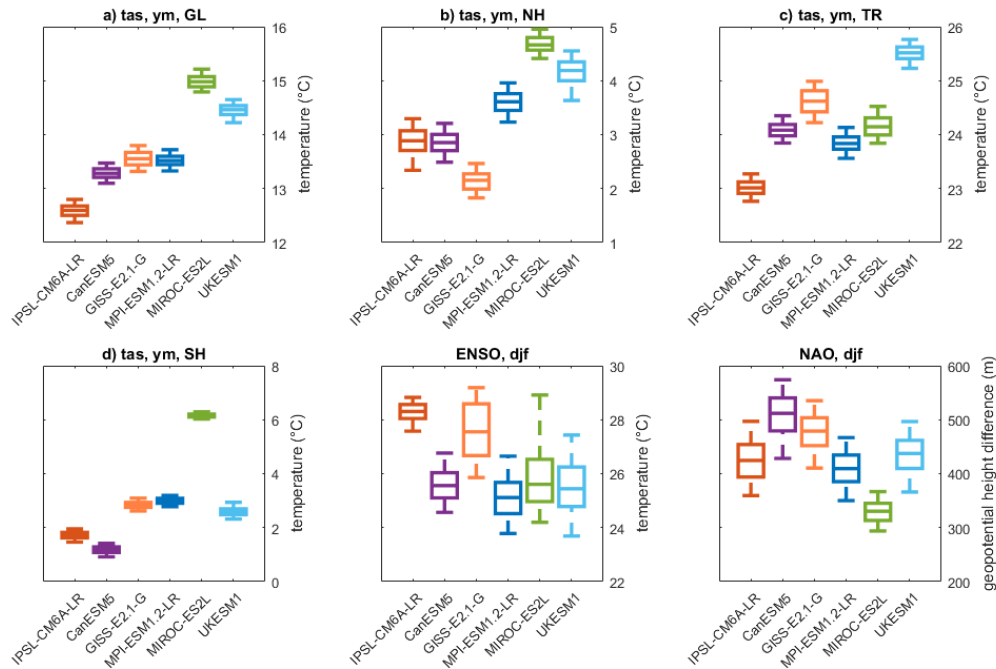 a) tas, ym, GL
16
15
14
13
12
temperature (°C)
IPSL-CM6A-LR
CanESM5
GISS-E2.1-G
MPI-ESM1.2-LR
MIROC-ES2L
UKESM1
b) tas, ym, NH
5
4
3
2
1
temperature (°C)
IPSL-CM6A-LR
CanESM5
GISS-E2.1-G
MPI-ESM1.2-LR
MIROC-ES2L
UKESM1
c) tas, ym, TR
26
25
24
23
22
temperature (°C)
IPSL-CM6A-LR
CanESM5
GISS-E2.1-G
MPI-ESM1.2-LR
MIROC-ES2L
UKESM1
d) tas, ym, SH
8
6
4
2
0
temperature (°C)
IPSL-CM6A-LR
CanESM5
GISS-E2.1-G
MPI-ESM1.2-LR
MIROC-ES2L
UKESM1
ENSO, djf
30
28
26
24
22
temperature (°C)
IPSL-CM6A-LR
CanESM5
GISS-E2.1-G
MPI-ESM1.2-LR
MIROC-ES2L
UKESM1
NAO, djf
600
500
400
300
200
geopotential height difference (m)
IPSL-CM6A-LR
CanESM5
GISS-E2.1-G
MPI-ESM1.2-LR
MIROC-ES2L
UKESM1